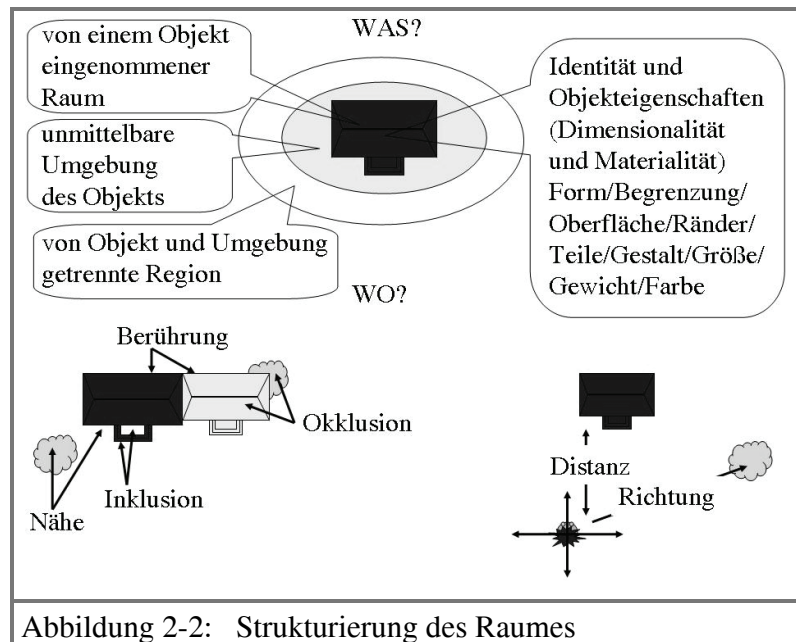 WAS?
von einem Objekt
eingenommener
Raum
unmittelbare
Umgebung
des Objekts
von Objekt und Umgebung
getrennte Region
Identität und
Objekteigenschaften
(Dimensionalität
und Materialität)
Form/Begrenzung/
Oberfläche/Ränder/
Teile/Gestalt/Größe/
Gewicht/Farbe
WO?
Berührung
Okklusion
Inklusion
Nähe
Distanz
Richtung
Abbildung 2-2: Strukturierung des Raumes